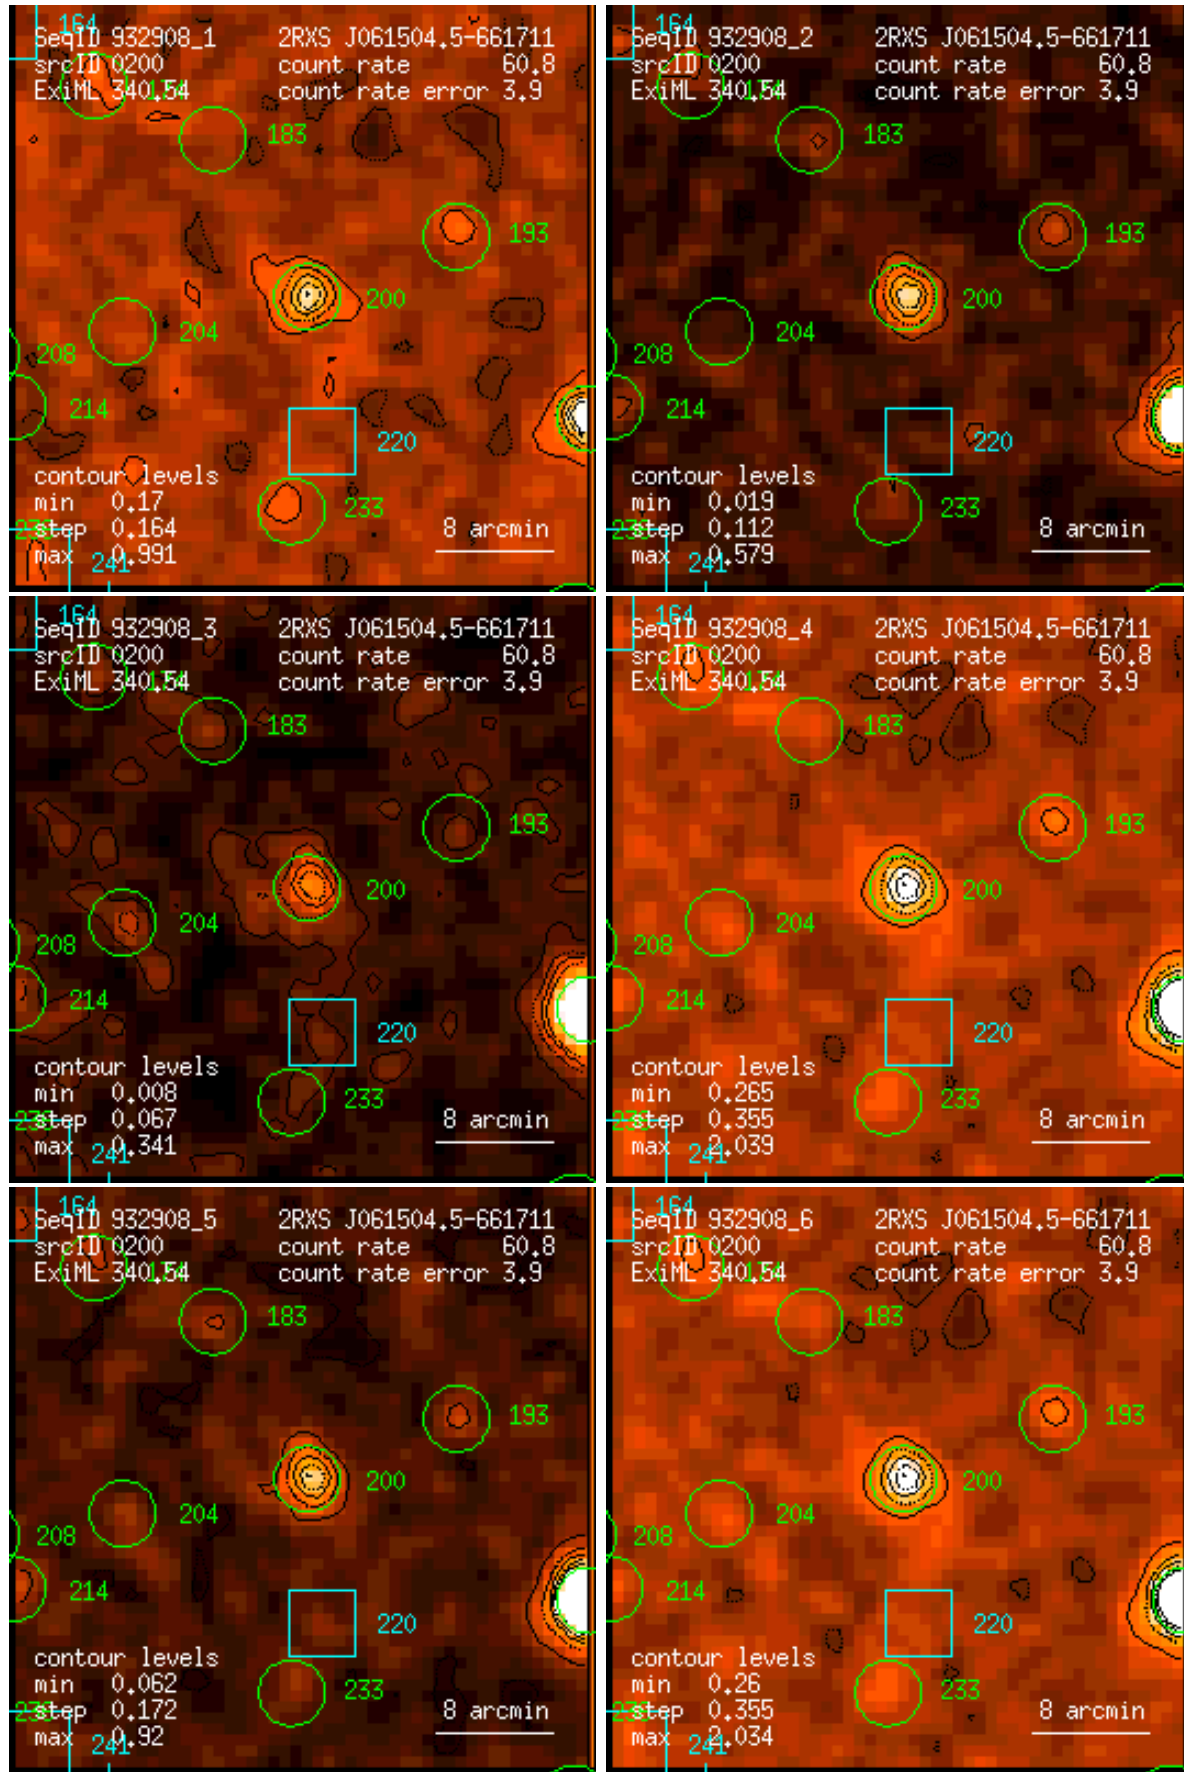 164
SeqID 932908_1 2RXS J061504.5-661711
srcID 0200 count rate 60.8
ExiML 340.54 count rate error 3.9
183
193
200
204
208
214
220
contour levels
min 0.17
233
step 0.164 8 arcmin
max 0.991
241
164
SeqID 932908_2 2RXS J061504.5-661711
srcID 0200 count rate 60.8
ExiML 340.54 count rate error 3.9
183
193
200
204
208
214
220
contour levels
min 0.019
233
step 0.112 8 arcmin
max 0.579
241
164
SeqID 932908_3 2RXS J061504.5-661711
srcID 0200 count rate 60.8
ExiML 340.54 count rate error 3.9
183
193
200
204
208
214
220
contour levels
min 0.008
233
step 0.067 8 arcmin
max 0.341
241
164
SeqID 932908_4 2RXS J061504.5-661711
srcID 0200 count rate 60.8
ExiML 340.54 count rate error 3.9
183
193
200
204
208
214
220
contour levels
min 0.265
233
step 0.355 8 arcmin
max 2.039
241
164
SeqID 932908_5 2RXS J061504.5-661711
srcID 0200 count rate 60.8
ExiML 340.54 count rate error 3.9
183
193
200
204
208
214
220
contour levels
min 0.062
233
step 0.172 8 arcmin
max 0.92
241
164
SeqID 932908_6 2RXS J061504.5-661711
srcID 0200 count rate 60.8
ExiML 340.54 count rate error 3.9
183
193
200
204
208
214
220
contour levels
min 0.26
233
step 0.355 8 arcmin
max 2.034
241